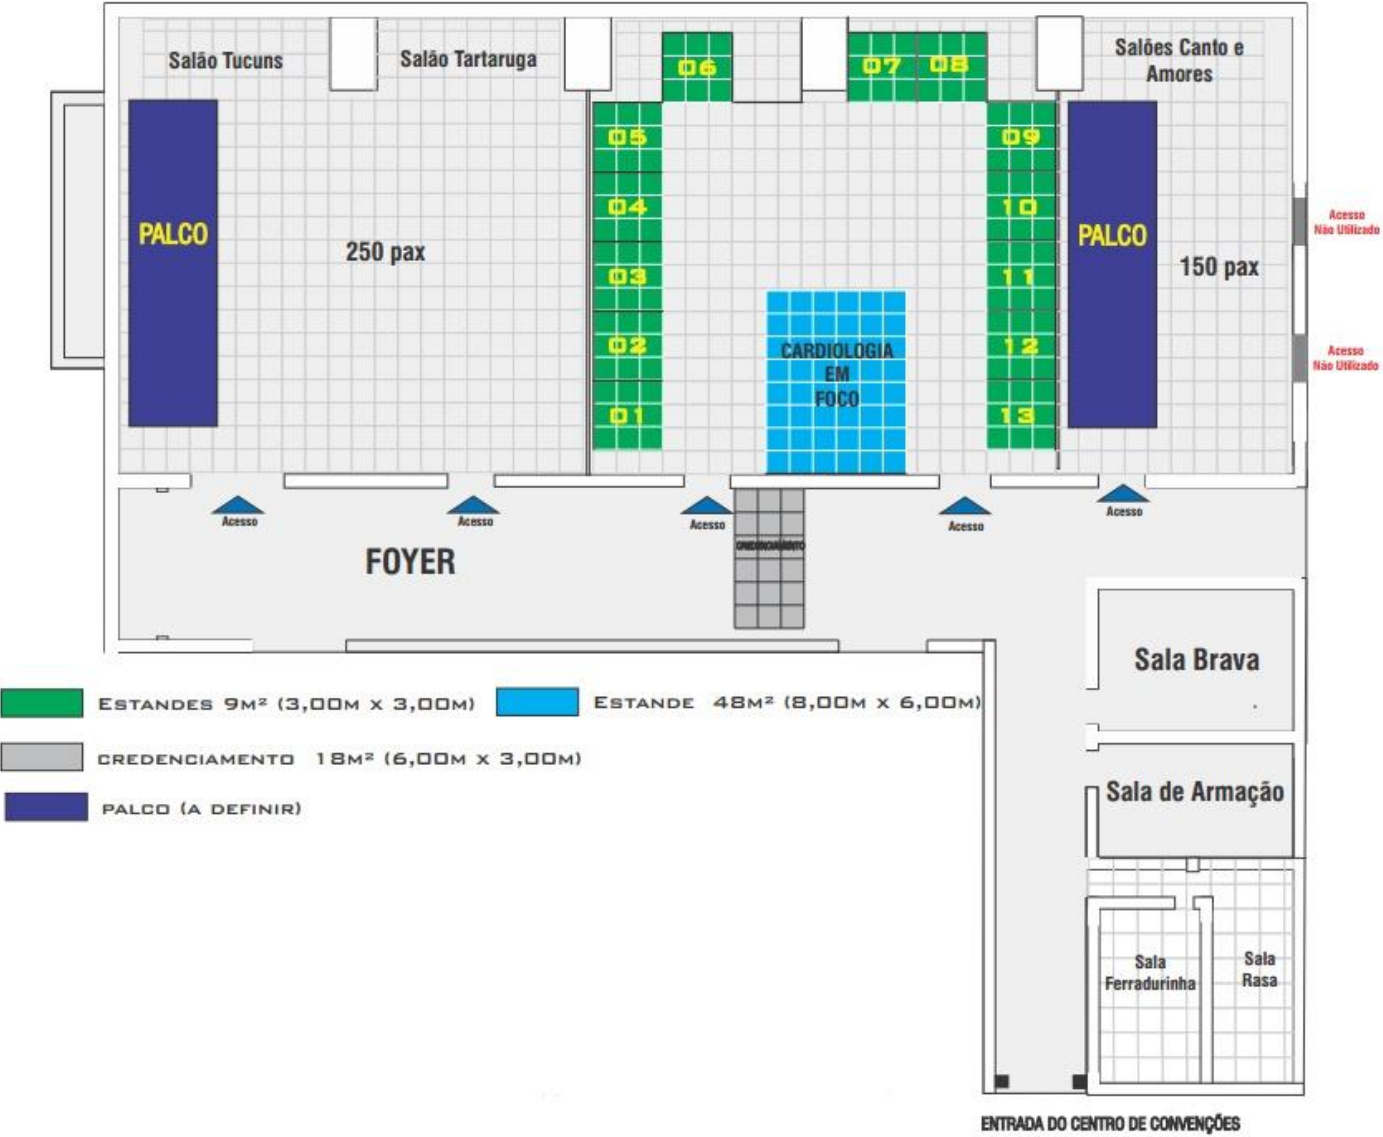 Salão Tucuns
Salão Tartaruga
Salões Canto e
Amores
06
07
08
05
09
04
10
PALCO
PALCO
250 pax
150 pax
03
11
02
12
01
13
CARDIOLOGIA
EM
FOCO
Acesso
Não Utilizado
Acesso
Não Utilizado
Acesso
Acesso
Acesso
Acesso
Acesso
FOYER
CREDENCIAMENTO
Sala Brava
ESTANDES 9M² (3,00M X 3,00M)
ESTANDE 48M² (8,00M X 6,00M)
CREDENCIAMENTO 18M² (6,00M X 3,00M)
PALCO (A DEFINIR)
Sala de Armação
Sala
Ferradurinha
Sala
Rasa
ENTRADA DO CENTRO DE CONVENÇÕES